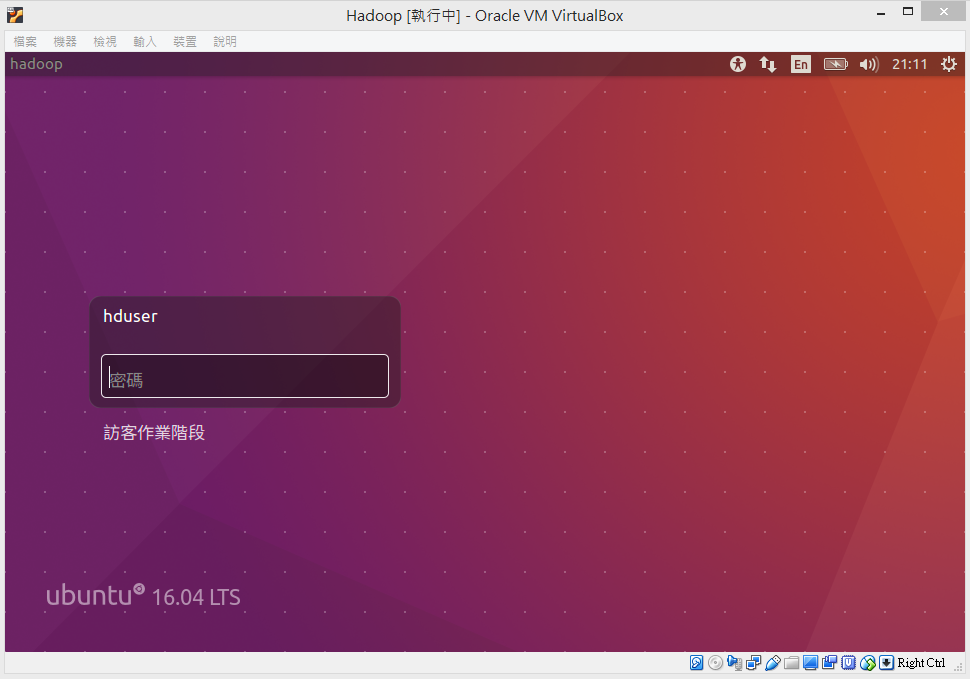 Hadoop [執行中] - Oracle VM VirtualBox
檔案 機器 檢視 輸入 裝置 說明
hadoop En 21:11
hduser
密碼
訪客作業階段
ubuntu 16.04 LTS
Right Ctrl